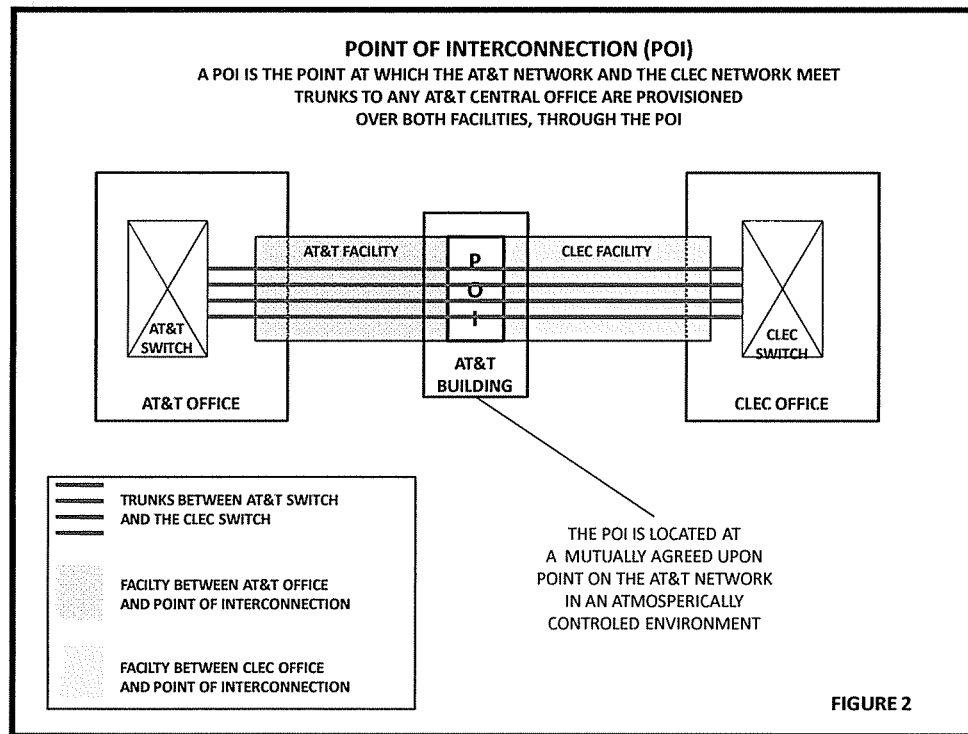 POINT OF INTERCONNECTION (POI)
A POI IS THE POINT AT WHICH THE AT&T NETWORK AND THE CLEC NETWORK MEET
TRUNKS TO ANY AT&T CENTRAL OFFICE ARE PROVISIONED
OVER BOTH FACILITIES, THROUGH THE POI
AT&T FACILITY
CLEC FACILITY
P
O
I
AT&T
SWITCH
CLEC
SWITCH
AT&T
BUILDING
AT&T OFFICE
CLEC OFFICE
TRUNKS BETWEEN AT&T SWITCH
AND THE CLEC SWITCH
FACILTY BETWEEN AT&T OFFICE
AND POINT OF INTERCONNECTION
FACILTY BETWEEN CLEC OFFICE
AND POINT OF INTERCONNECTION
THE POI IS LOCATED AT
A MUTUALLY AGREED UPON
POINT ON THE AT&T NETWORK
IN AN ATMOSPERICALLY
CONTROLED ENVIRONMENT
FIGURE 2